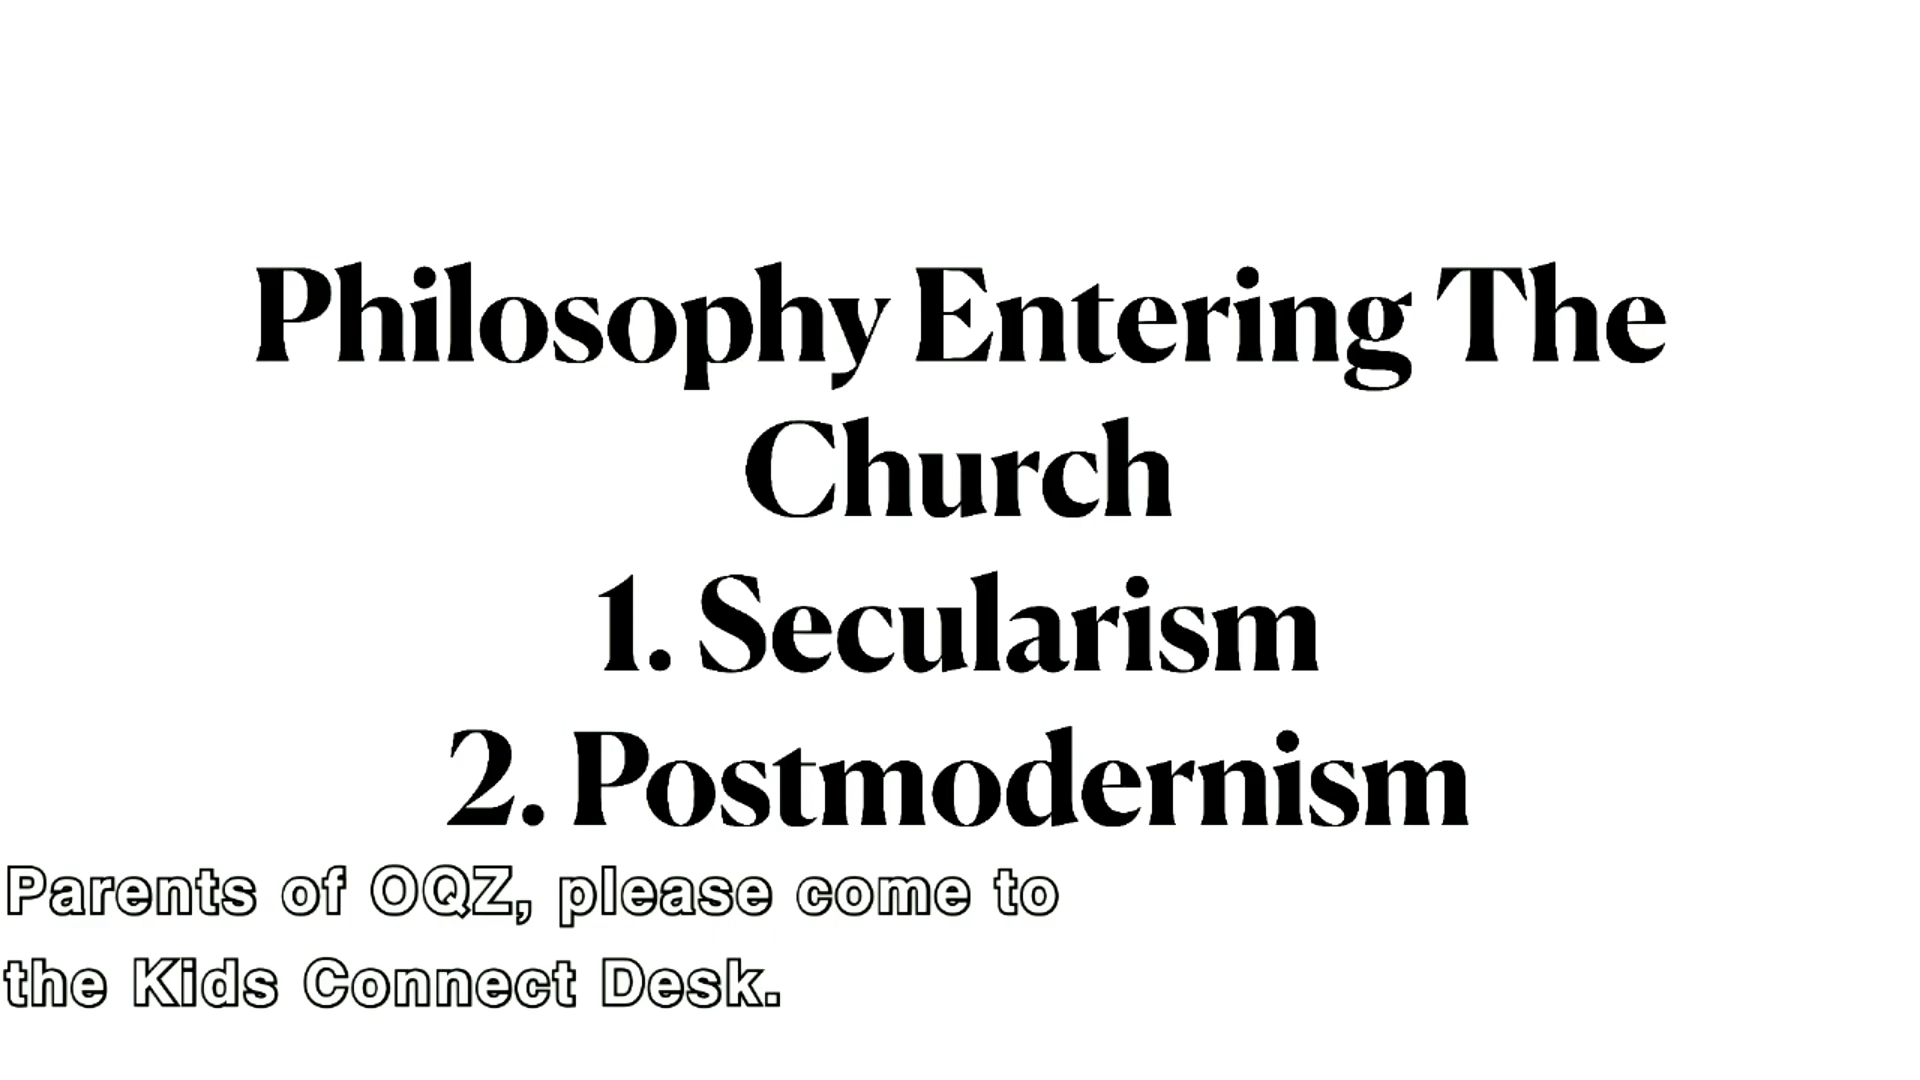 Philosophy Entering The
Church
1. Secularism
2. Postmodernism
Parents of OQZ, please come to
the Kids Connect Desk.